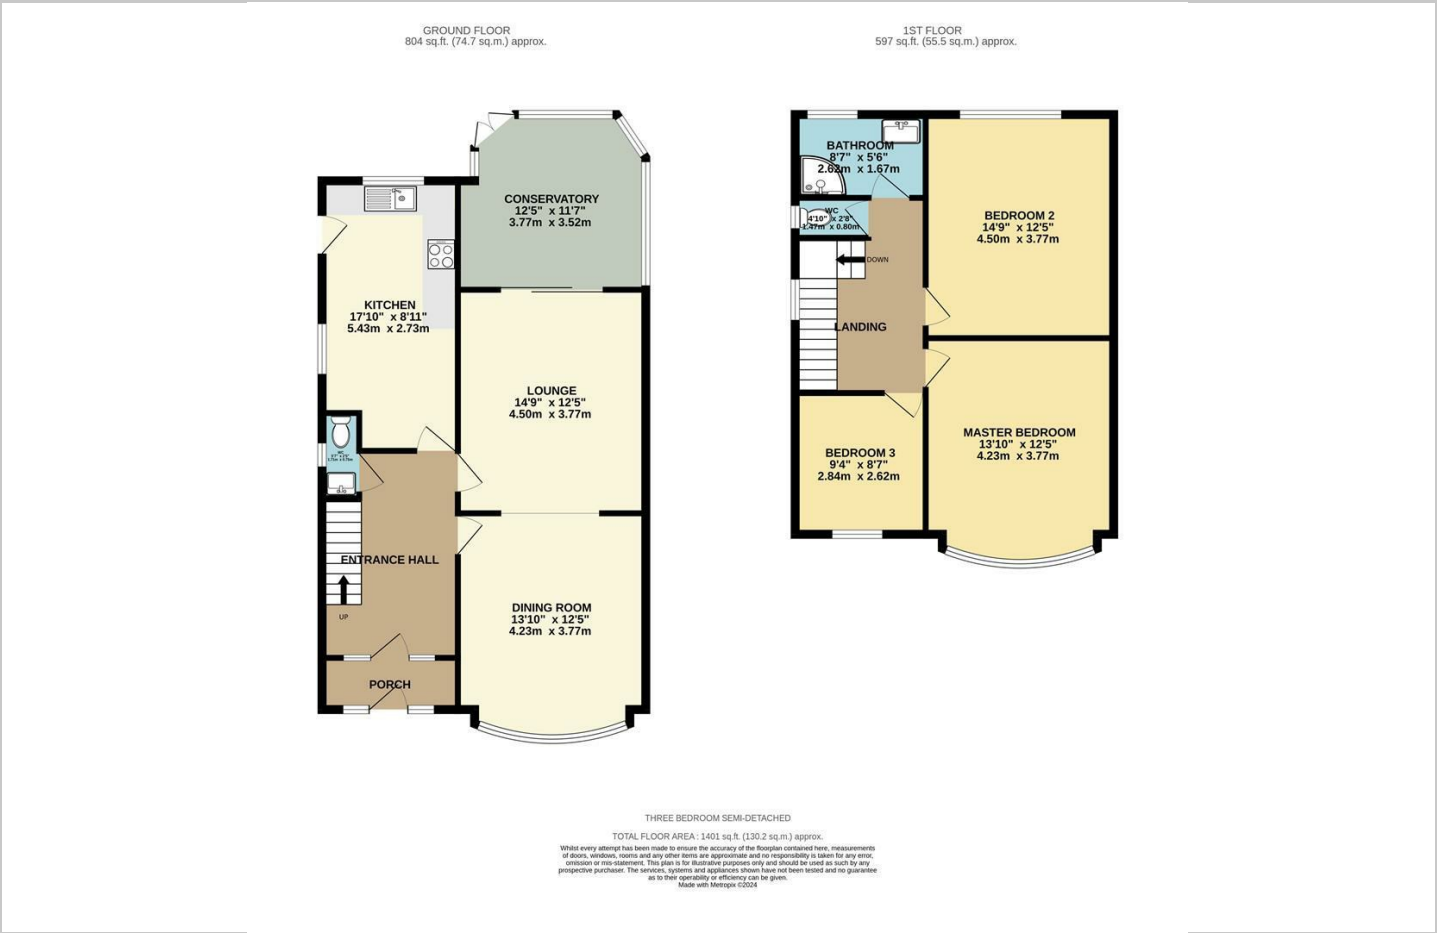 GROUND FLOOR
804 sq.ft. (74.7 sq.m.) approx.
1ST FLOOR
597 sq.ft. (55.5 sq.m.) approx.
CONSERVATORY
12'5" x 11'7"
3.77m x 3.52m
KITCHEN
17'10" x 8'11"
5.43m x 2.73m
LOUNGE
14'9" x 12'5"
4.50m x 3.77m
WC
ENTRANCE HALL
UP
DINING ROOM
13'10" x 12'5"
4.23m x 3.77m
PORCH
BATHROOM
8'7" x 5'6"
2.62m x 1.67m
WC
4'10" x 2'8"
1.47m x 0.80m
BEDROOM 2
14'9" x 12'5"
4.50m x 3.77m
DOWN
LANDING
MASTER BEDROOM
13'10" x 12'5"
4.23m x 3.77m
BEDROOM 3
9'4" x 8'7"
2.84m x 2.62m
THREE BEDROOM SEMI-DETACHED
TOTAL FLOOR AREA : 1401 sq.ft. (130.2 sq.m.) approx.
Whilst every attempt has been made to ensure the accuracy of the floorplan contained here, measurements
of doors, windows, rooms and any other items are approximate and no responsibility is taken for any error,
omission or mis-statement. This plan is for illustrative purposes only and should be used as such by any
prospective purchaser. The services, systems and appliances shown have not been tested and no guarantee
as to their operability or efficiency can be given.
Made with Metropix ©2024